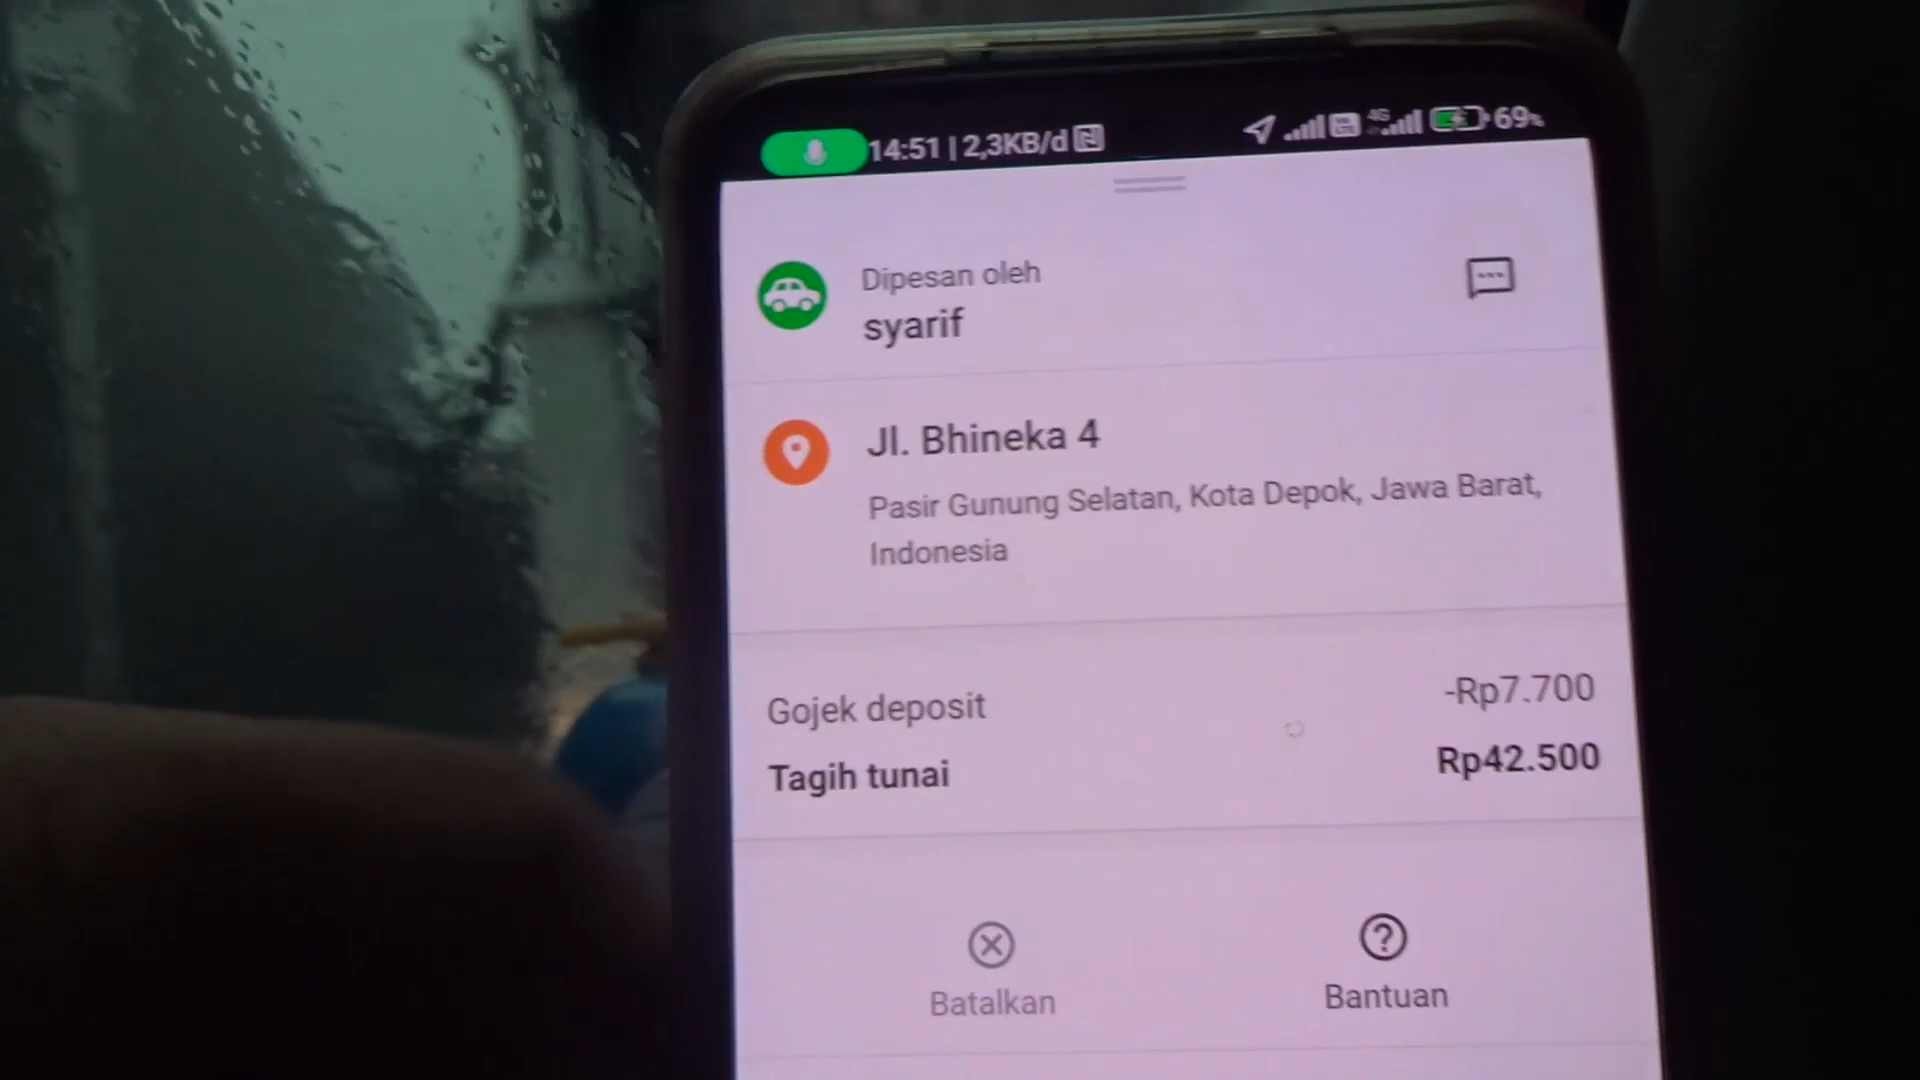 14:51 | 2,3KB/d
4G
69%
Dipesan oleh
syarif
Jl. Bhineka 4
Pasir Gunung Selatan, Kota Depok, Jawa Barat,
Indonesia
Gojek deposit
-Rp7.700
Tagih tunai
Rp42.500
Batalkan
Bantuan